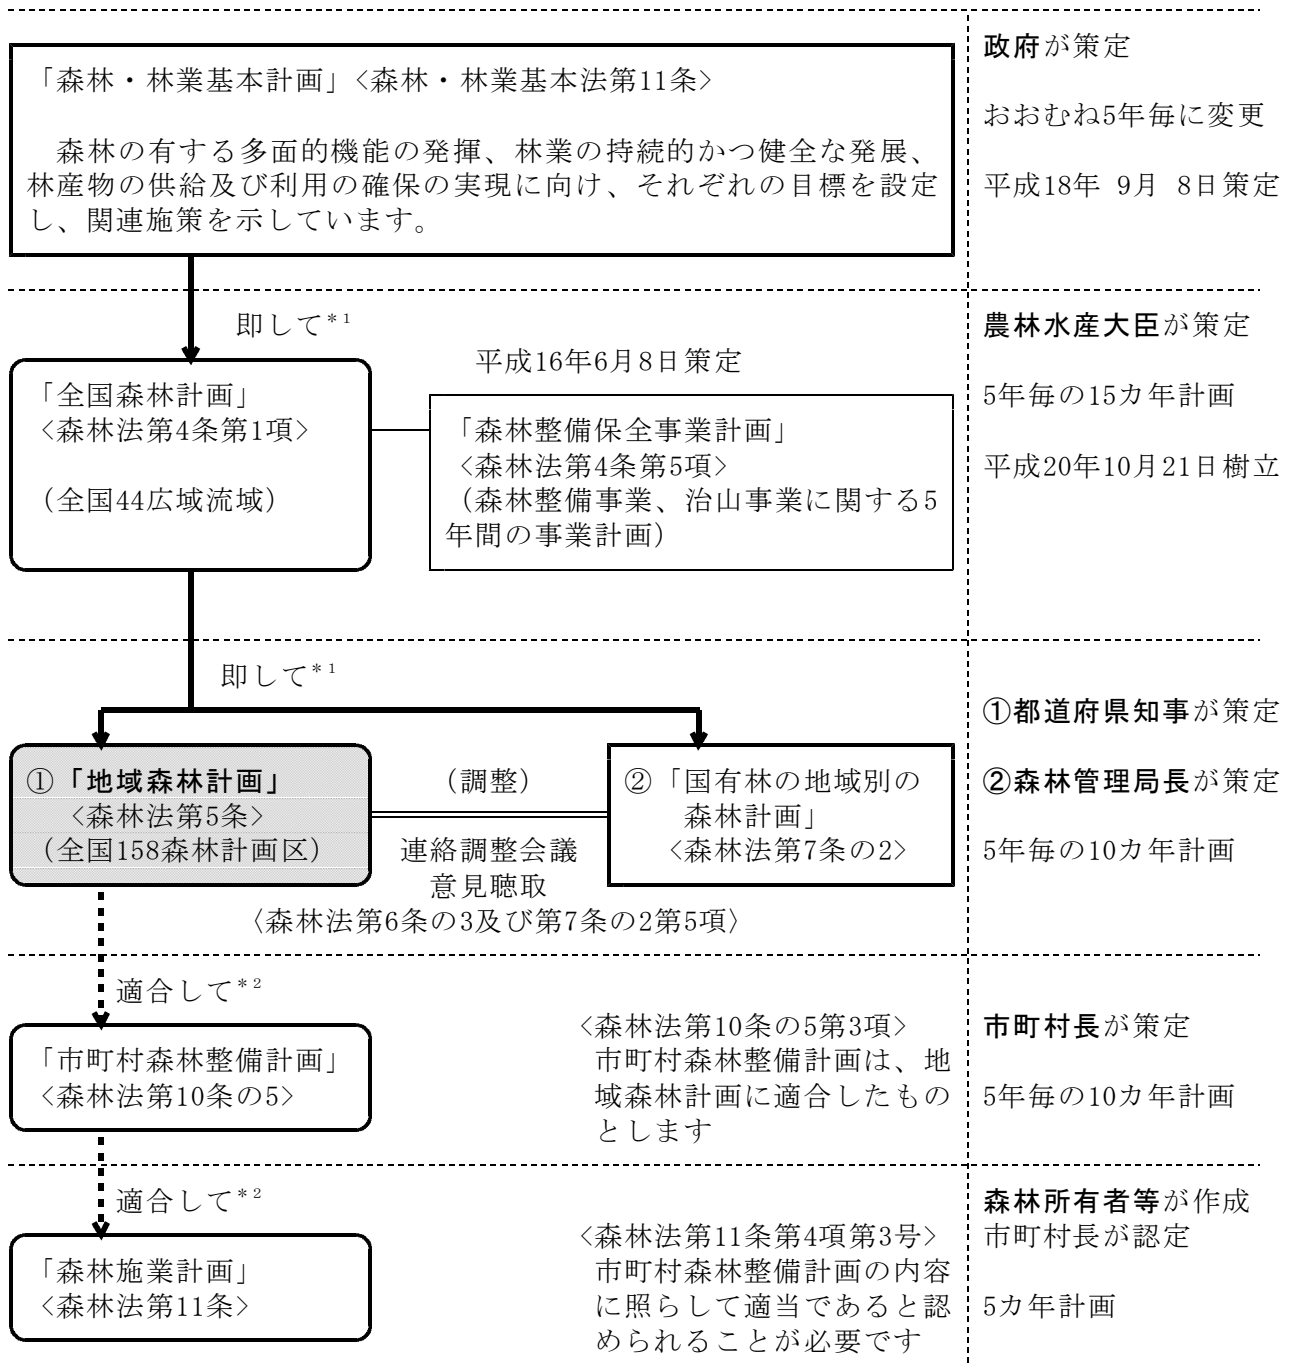 「森林・林業基本計画」<森林・林業基本法第11条>
森林の有する多面的機能の発揮、林業の持続的かつ健全な発展、
林産物の供給及び利用の確保の実現に向け、それぞれの目標を設定
し、関連施策を示しています。
政府が策定
おおむね5年毎に変更
平成18年 9月 8日策定
即して*1
「全国森林計画」
<森林法第4条第1項>
(全国44広域流域)
平成16年6月8日策定
「森林整備保全事業計画」
<森林法第4条第5項>
(森林整備事業、治山事業に関する5
年間の事業計画)
農林水産大臣が策定
5年毎の15カ年計画
平成20年10月21日樹立
即して*1
①「地域森林計画」
<森林法第5条>
(全国158森林計画区)
(調整)
連絡調整会議
意見聴取
〈森林法第6条の3及び第7条の2第5項〉
②「国有林の地域別の
森林計画」
<森林法第7条の2>
①都道府県知事が策定
②森林管理局長が策定
5年毎の10カ年計画
適合して*2
「市町村森林整備計画」
<森林法第10条の5>
<森林法第10条の5第3項>
市町村森林整備計画は、地
域森林計画に適合したもの
とします
市町村長が策定
5年毎の10カ年計画
適合して*2
「森林施業計画」
<森林法第11条>
<森林法第11条第4項第3号>
市町村森林整備計画の内容
に照らして適当であると認
められることが必要です
森林所有者等が作成
市町村長が認定
5カ年計画